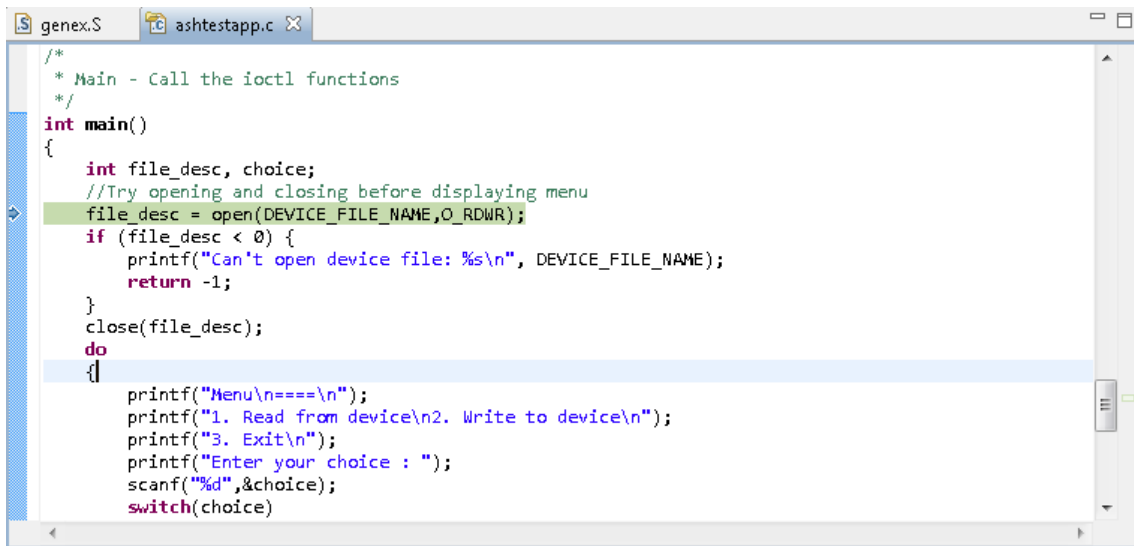 genex.S ashtestapp.c
/*
 * Main - Call the ioctl functions
 */
int main()
{
    int file_desc, choice;
    //Try opening and closing before displaying menu
    file_desc = open(DEVICE_FILE_NAME,O_RDWR);
    if (file_desc < 0) {
        printf("Can't open device file: %s\n", DEVICE_FILE_NAME);
        return -1;
    }
    close(file_desc);
    do
    {
        printf("Menu\n====\n");
        printf("1. Read from device\n2. Write to device\n");
        printf("3. Exit\n");
        printf("Enter your choice : ");
        scanf("%d",&choice);
        switch(choice)